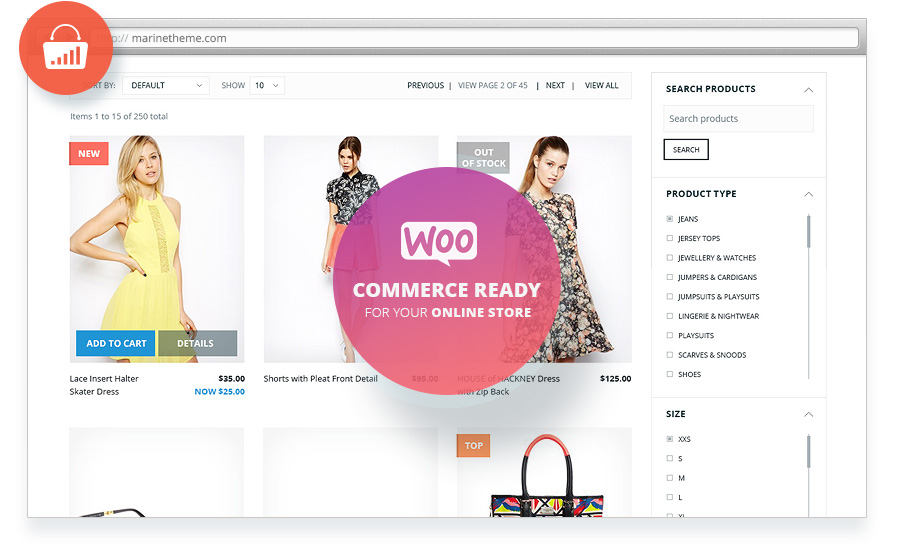 http:// marinetheme.com
SORT BY: DEFAULT SHOW 10 PREVIOUS | VIEW PAGE 2 OF 45 | NEXT | VIEW ALL
Items 1 to 15 of 250 total
NEW
OUT
OF STOCK
WOO
COMMERCE READY
FOR YOUR ONLINE STORE
ADD TO CART DETAILS
Lace Insert Halter $35.00
Skater Dress NOW $25.00
Shorts with Pleat Front Detail $95.00
HOUSE of HACKNEY Dress $125.00
with Zip Back
TOP
SEARCH PRODUCTS
Search products
SEARCH
PRODUCT TYPE
JEANS
JERSEY TOPS
JEWELLERY & WATCHES
JUMPERS & CARDIGANS
JUMPSUITS & PLAYSUITS
LINGERIE & NIGHTWEAR
PLAYSUITS
SCARVES & SNOODS
SHOES
SIZE
XXS
S
M
L
XL